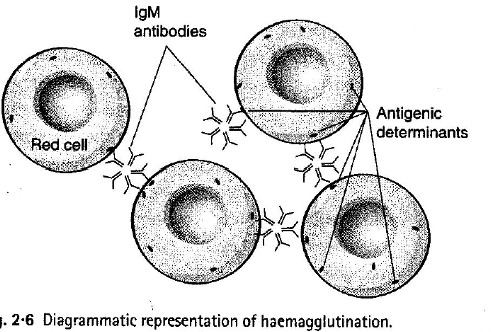 IgM
antibodies
Red cell
Antigenic
determinants
g. 2·6 Diagrammatic representation of haemagglutination.